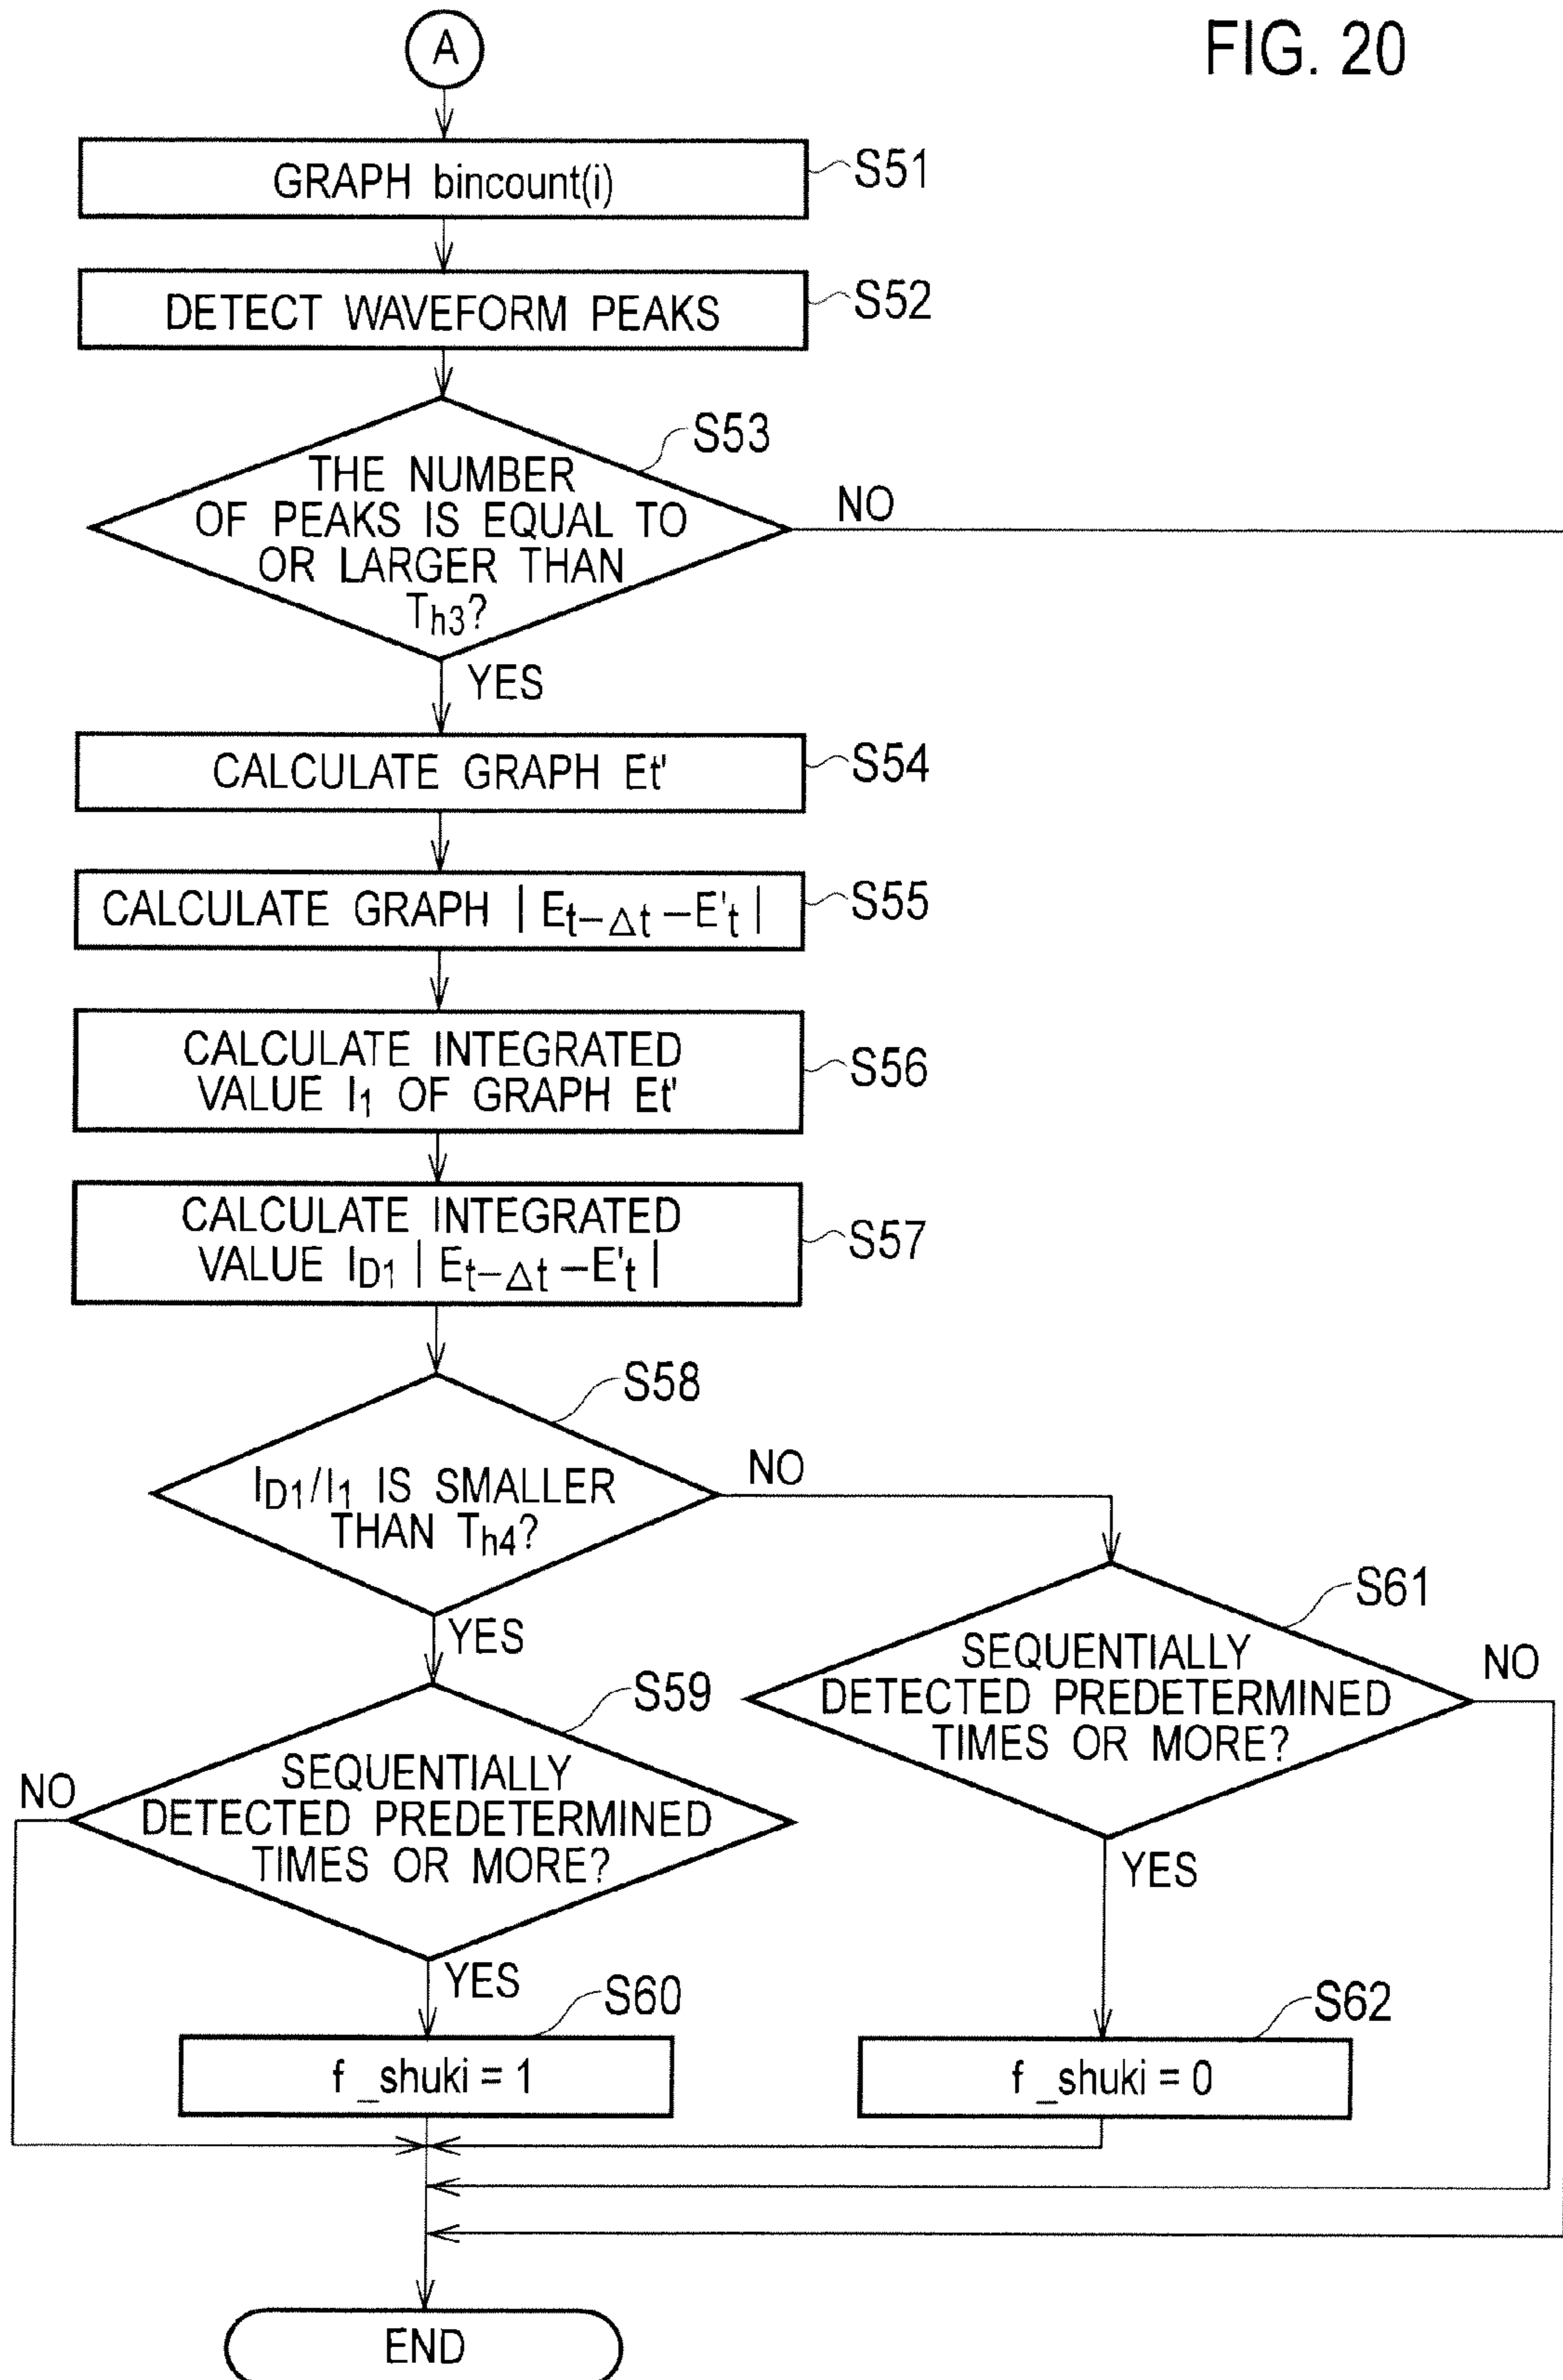 FIG. 20
A
GRAPH bincount(i)
S51
DETECT WAVEFORM PEAKS
S52
S53
THE NUMBER
OF PEAKS IS EQUAL TO
OR LARGER THAN
Th3?
NO
YES
CALCULATE GRAPH Et'
S54
CALCULATE GRAPH | Et−Δt −E't |
S55
CALCULATE INTEGRATED
VALUE I1 OF GRAPH Et'
S56
CALCULATE INTEGRATED
VALUE ID1 | Et−Δt −E't |
S57
S58
ID1/I1 IS SMALLER
THAN Th4?
NO
YES
S59
SEQUENTIALLY
DETECTED PREDETERMINED
TIMES OR MORE?
NO
YES
S60
f_shuki = 1
S61
SEQUENTIALLY
DETECTED PREDETERMINED
TIMES OR MORE?
NO
YES
S62
f_shuki = 0
END